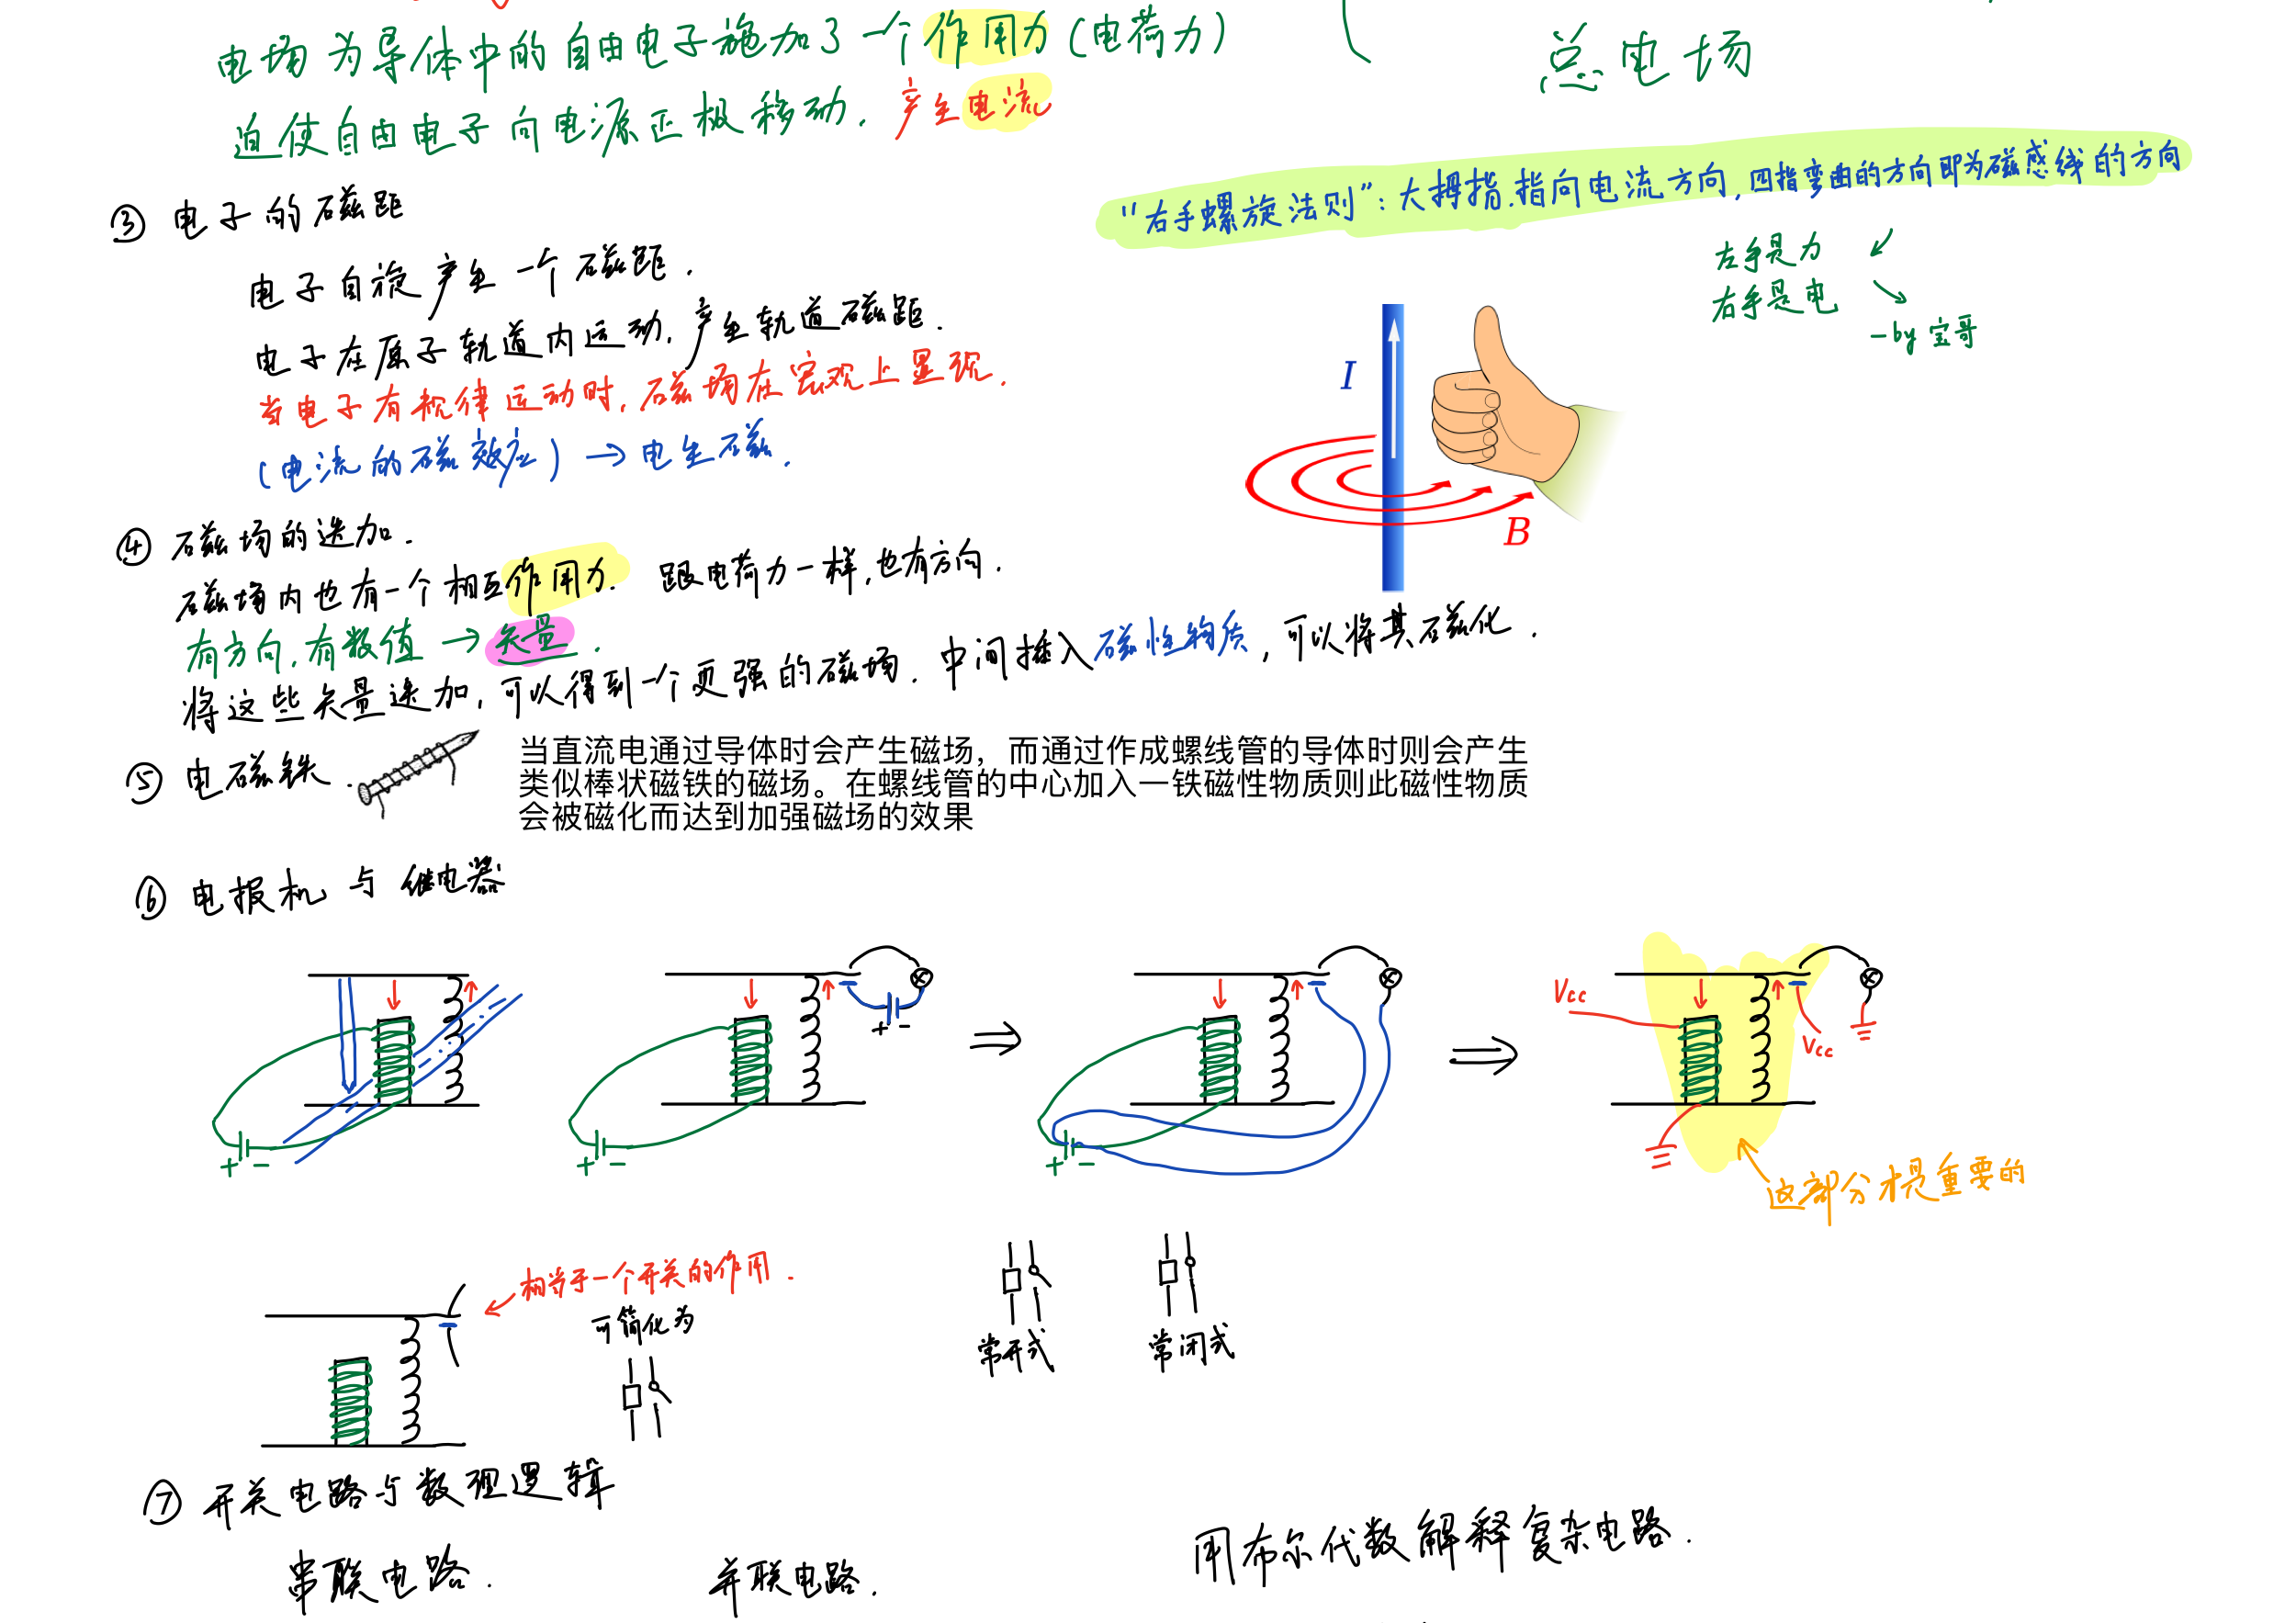 电场为导体中的自由电子施加了一个作用力(电荷力)
迫使自由电子向电源正极移动. 产生电流
总电场
③ 电子的磁距
电子自旋产生一个磁距.
电子在原子轨道内运动, 产生轨道磁距.
当电子有规律运动时, 磁场在宏观上显现.
(电流的磁效应) → 电生磁.
“右手螺旋法则”: 大拇指指向电流方向, 四指弯曲的方向即为磁感线的方向
左手是力 ↙
右手是电 ↘
—by 宝哥
I
B
④ 磁场的迭加.
磁场内也有一个相互作用力. 跟电荷力一样, 也有方向.
有方向, 有数值 → 矢量.
将这些矢量迭加, 可以得到一个更强的磁场. 中间插入磁性物质, 可以将其磁化.
⑤ 电磁铁.
当直流电通过导体时会产生磁场，而通过作成螺线管的导体时则会产生
类似棒状磁铁的磁场。在螺线管的中心加入一铁磁性物质则此磁性物质
会被磁化而达到加强磁场的效果
⑥ 电报机与继电器
+ −
+ −
+ −
⇒
+ −
⇒
Vcc
Vcc
这部分才是重要的
相当于一个开关的作用.
可简化为
常开式
常闭式
⑦ 开关电路与数理逻辑
串联电路.
并联电路.
用布尔代数解释复杂电路.